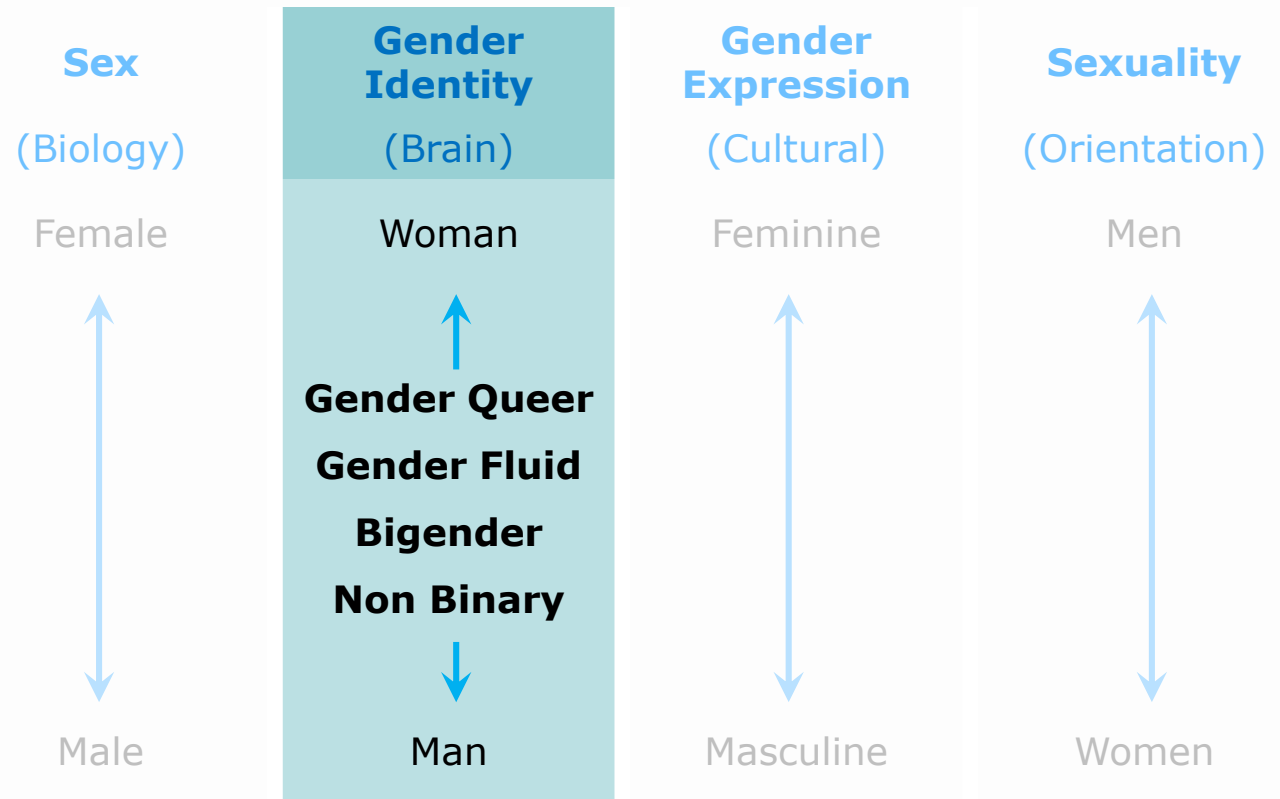 Sex
(Biology)
Female
Male
Gender
Identity
(Brain)
Woman
Gender Queer
Gender Fluid
Bigender
Non Binary
Man
Gender
Expression
(Cultural)
Feminine
Masculine
Sexuality
(Orientation)
Men
Women